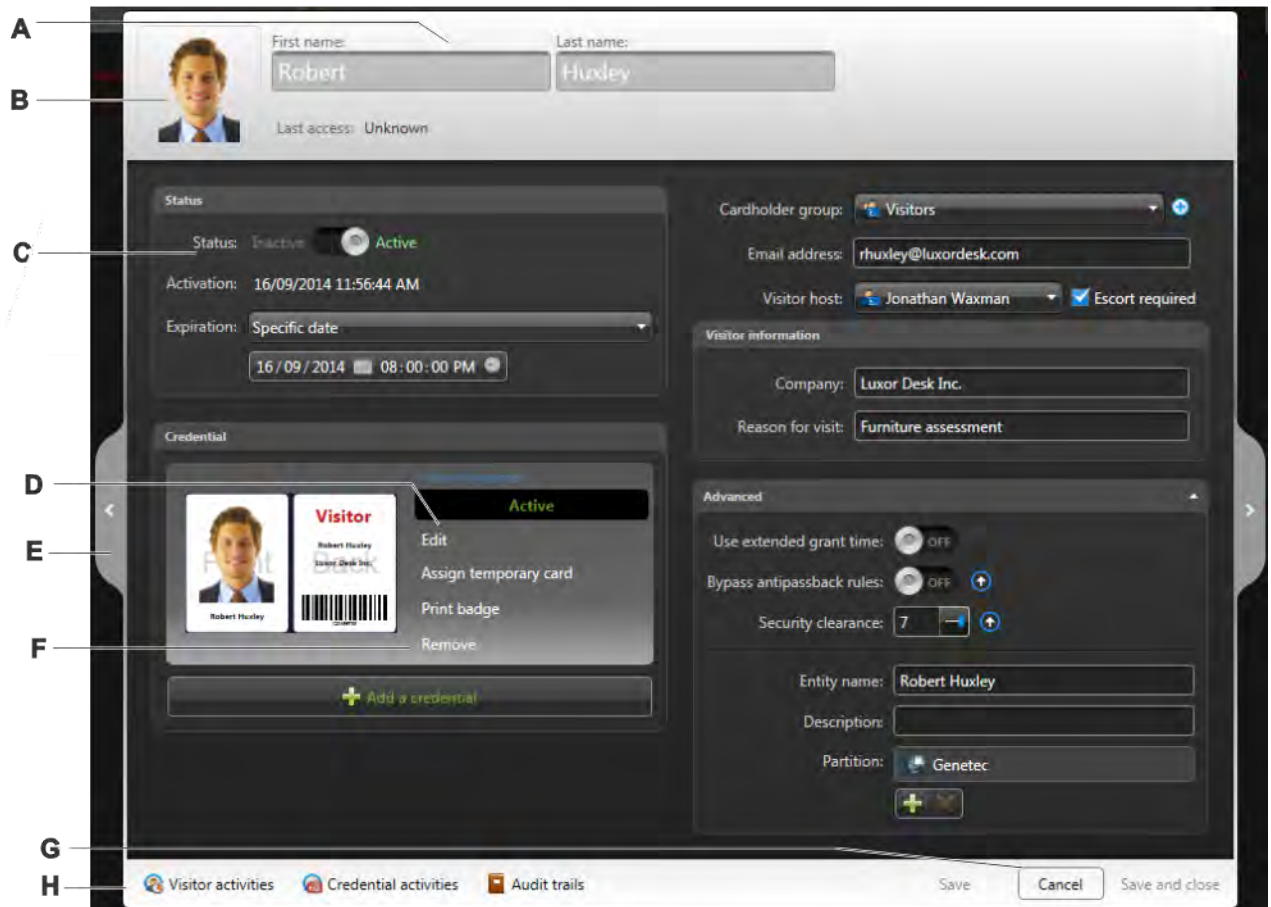 A
First name:
Last name:
Robert
Huxley
B
Last access: Unknown
Status
C
Status: Inactive Active
Activation: 16/09/2014 11:56:44 AM
Expiration: Specific date
16/09/2014 08:00:00 PM
Cardholder group: Visitors
Email address: rhuxley@luxordesk.com
Visitor host: Jonathan Waxman Escort required
Visitor information
Company: Luxor Desk Inc.
Reason for visit: Furniture assessment
Credential
D
Active
Edit
Assign temporary card
Print badge
Remove
E
F
Front
Robert Huxley
Visitor
Robert Huxley
Luxor Desk Inc.
Back
Add a credential
Advanced
Use extended grant time: OFF
Bypass antipassback rules: OFF
Security clearance: 7
Entity name: Robert Huxley
Description:
Partition: Genetec
G
H
Visitor activities Credential activities Audit trails Save Cancel Save and close